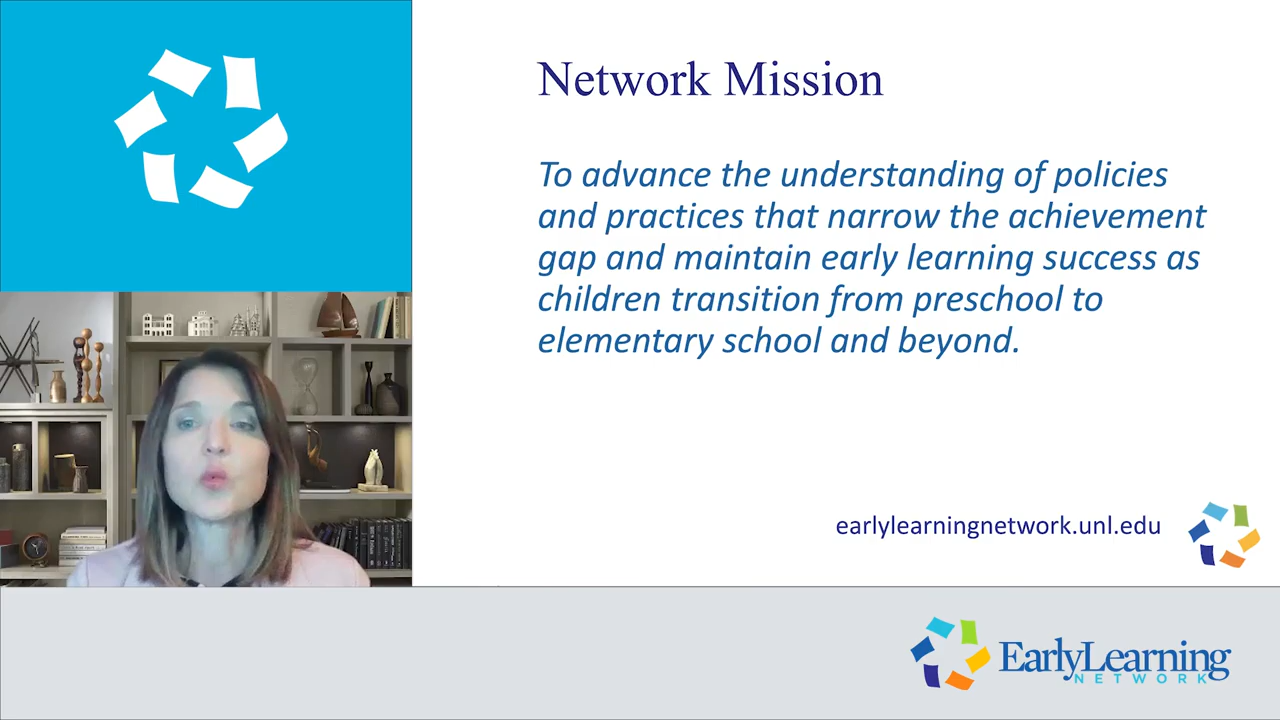 Network Mission
To advance the understanding of policies
and practices that narrow the achievement
gap and maintain early learning success as
children transition from preschool to
elementary school and beyond.
earlylearningnetwork.unl.edu
EarlyLearning
NETWORK